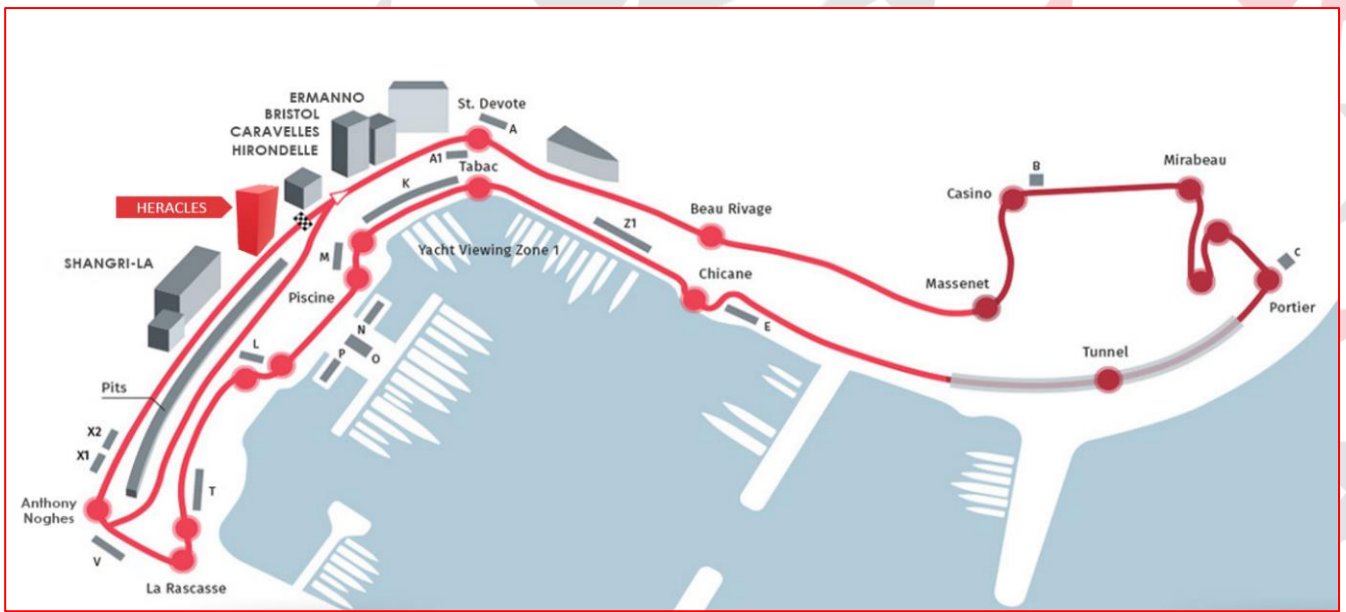 ERMANNO
BRISTOL
CARAVELLES
HIRONDELLE
St. Devote
A
A1
Tabac
K
HERACLES
SHANGRI-LA
M
Yacht Viewing Zone 1
Z1
Beau Rivage
Casino
B
Mirabeau
C
Portier
Massenet
Chicane
E
Piscine
N
O
P
L
Tunnel
Pits
X2
X1
T
Anthony
Noghes
V
La Rascasse